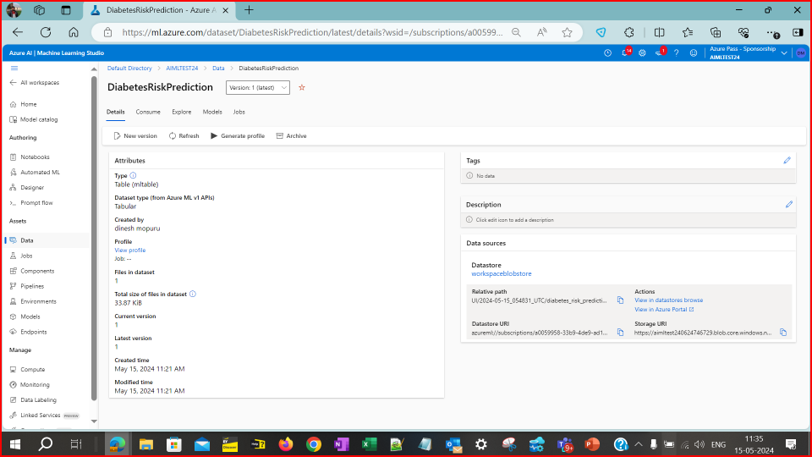 DiabetesRiskPrediction - Azure A
https://ml.azure.com/dataset/DiabetesRiskPrediction/latest/details?wsid=/subscriptions/a0059...
Azure AI | Machine Learning Studio
Azure Pass - Sponsorship
AIMLTEST24
All workspaces
Home
Model catalog
Authoring
Notebooks
Automated ML
Designer
Prompt flow
Assets
Data
Jobs
Components
Pipelines
Environments
Models
Endpoints
Manage
Compute
Monitoring
Data Labeling
Linked Services
Default Directory > AIMLTEST24 > Data > DiabetesRiskPrediction
DiabetesRiskPrediction
Version: 1 (latest)
Details Consume Explore Models Jobs
New version Refresh Generate profile Archive
Attributes
Type
Table (mltable)
Dataset type (from Azure ML v1 APIs)
Tabular
Created by
dinesh mopuru
Profile
View profile
Job: --
Files in dataset
1
Total size of files in dataset
33.87 KiB
Current version
1
Latest version
1
Created time
May 15, 2024 11:21 AM
Modified time
May 15, 2024 11:21 AM
Tags
No data
Description
Click edit icon to add a description
Data sources
Datastore
workspaceblobstore
Relative path
UI/2024-05-15_054831_UTC/diabetes_risk_predicti...
Actions
View in datastores browse
View in Azure Portal
Datastore URI
azureml://subscriptions/a0059958-33b9-4de9-ad1...
Storage URI
https://aimltest240624746729.blob.core.windows.n...
ENG
11:35
15-05-2024